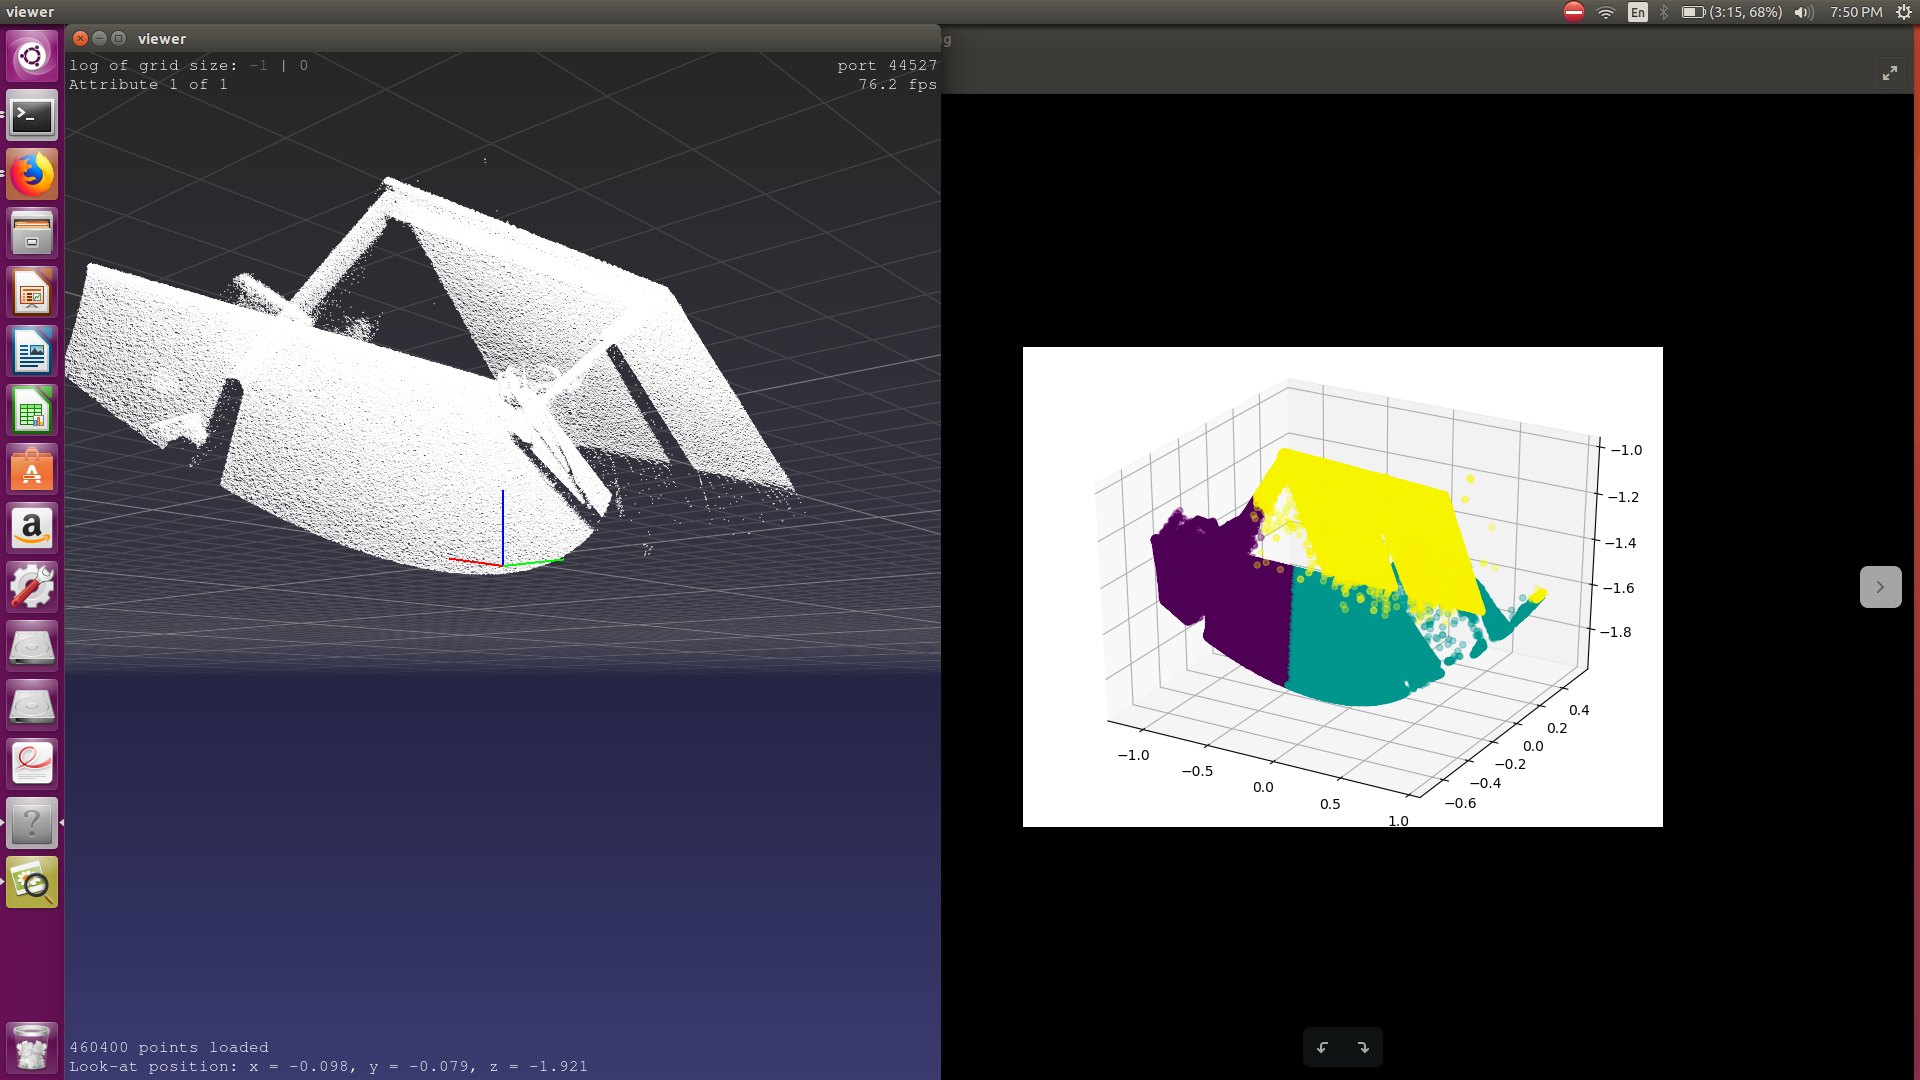 viewer
En
(3:15, 68%)
7:50 PM
viewer
g
log of grid size: -1 | 0
port 44527
Attribute 1 of 1
76.2 fps
−1.0
−1.2
−1.4
−1.6
−1.8
0.4
0.2
0.0
−0.2
−0.4
−0.6
−1.0
−0.5
0.0
0.5
1.0
460400 points loaded
Look-at position: x = -0.098, y = -0.079, z = -1.921